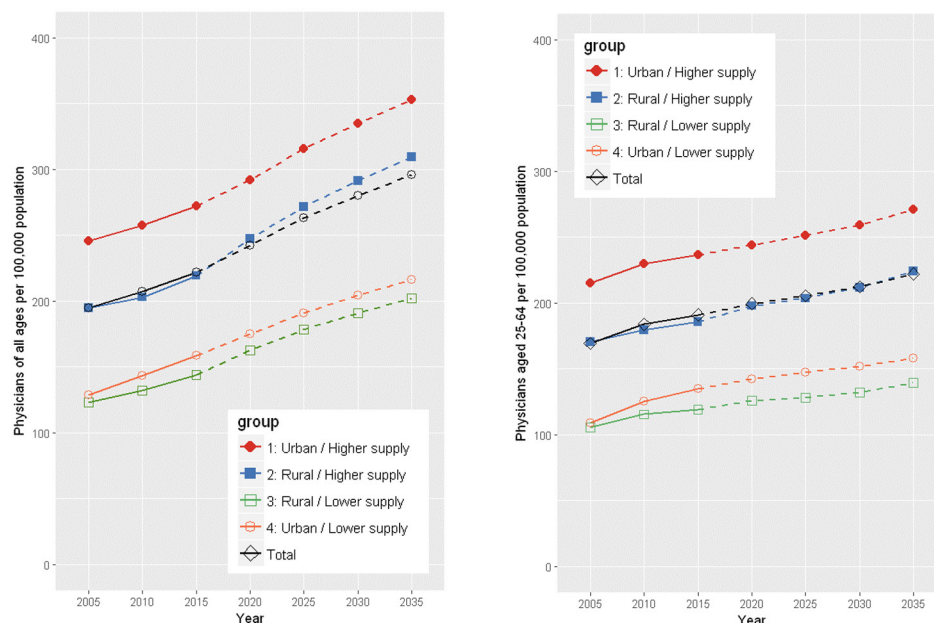 Physicians of all ages per 100,000 population
400
300
200
100
0
2005 2010 2015 2020 2025 2030 2035
Year
group
1: Urban / Higher supply
2: Rural / Higher supply
3: Rural / Lower supply
4: Urban / Lower supply
Total
Physicians aged 25-64 per 100,000 population
400
300
200
100
0
2005 2010 2015 2020 2025 2030 2035
Year
group
1: Urban / Higher supply
2: Rural / Higher supply
3: Rural / Lower supply
4: Urban / Lower supply
Total